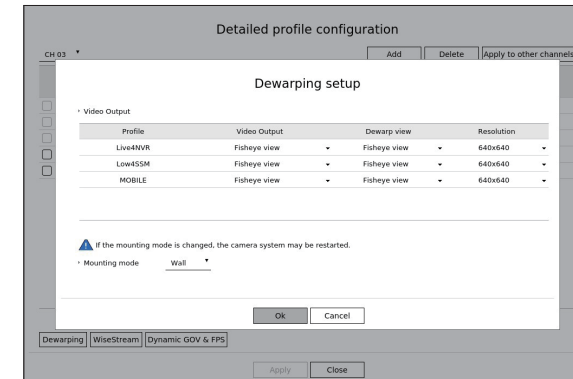 Detailed profile configuration
CH 03
Add Delete Apply to other channels
Dewarping setup
Video Output
Profile Video Output Dewarp view Resolution
Live4NVR Fisheye view Fisheye view 640x640
Low4SSM Fisheye view Fisheye view 640x640
MOBILE Fisheye view Fisheye view 640x640
If the mounting mode is changed, the camera system may be restarted.
Mounting mode Wall
Ok Cancel
Dewarping WiseStream Dynamic GOV & FPS
Apply Close